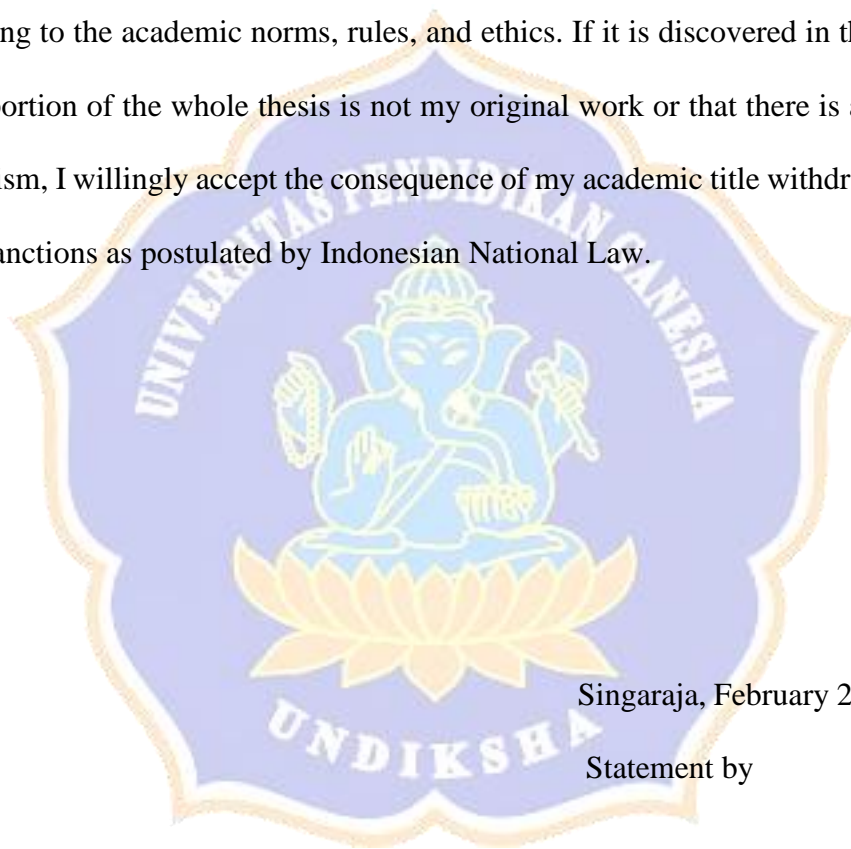 ng to the academic norms, rules, and ethics. If it is discovered in th
ortion of the whole thesis is not my original work or that there is a
ism, I willingly accept the consequence of my academic title withdr
anctions as postulated by Indonesian National Law.
UNIVERSITAS PENDIDIKAN GANESHA
Singaraja, February 2
UNDIKSHA
Statement by